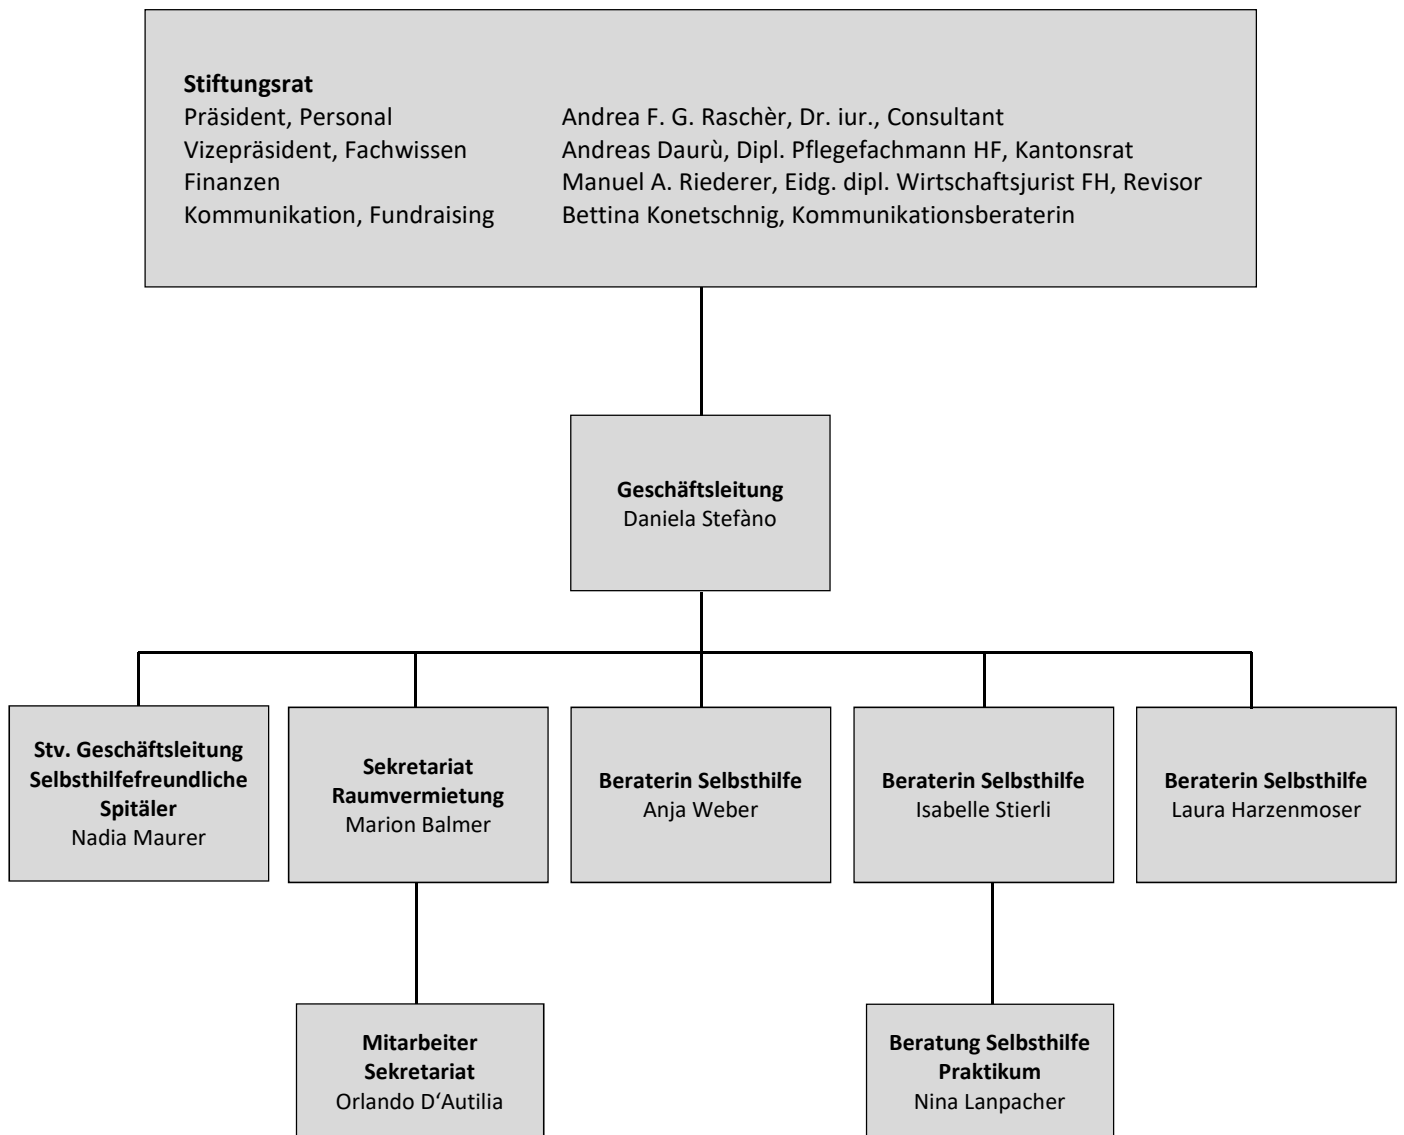 Stiftungsrat
Präsident, Personal Andrea F. G. Raschèr, Dr. iur., Consultant
Vizepräsident, Fachwissen Andreas Daurù, Dipl. Pflegefachmann HF, Kantonsrat
Finanzen Manuel A. Riederer, Eidg. dipl. Wirtschaftsjurist FH, Revisor
Kommunikation, Fundraising Bettina Konetschnig, Kommunikationsberaterin
Geschäftsleitung
Daniela Stefàno
Stv. Geschäftsleitung
Selbsthilfefreundliche
Spitäler
Nadia Maurer
Sekretariat
Raumvermietung
Marion Balmer
Beraterin Selbsthilfe
Anja Weber
Beraterin Selbsthilfe
Isabelle Stierli
Beraterin Selbsthilfe
Laura Harzenmoser
Mitarbeiter
Sekretariat
Orlando D‘Autilia
Beratung Selbsthilfe
Praktikum
Nina Lanpacher